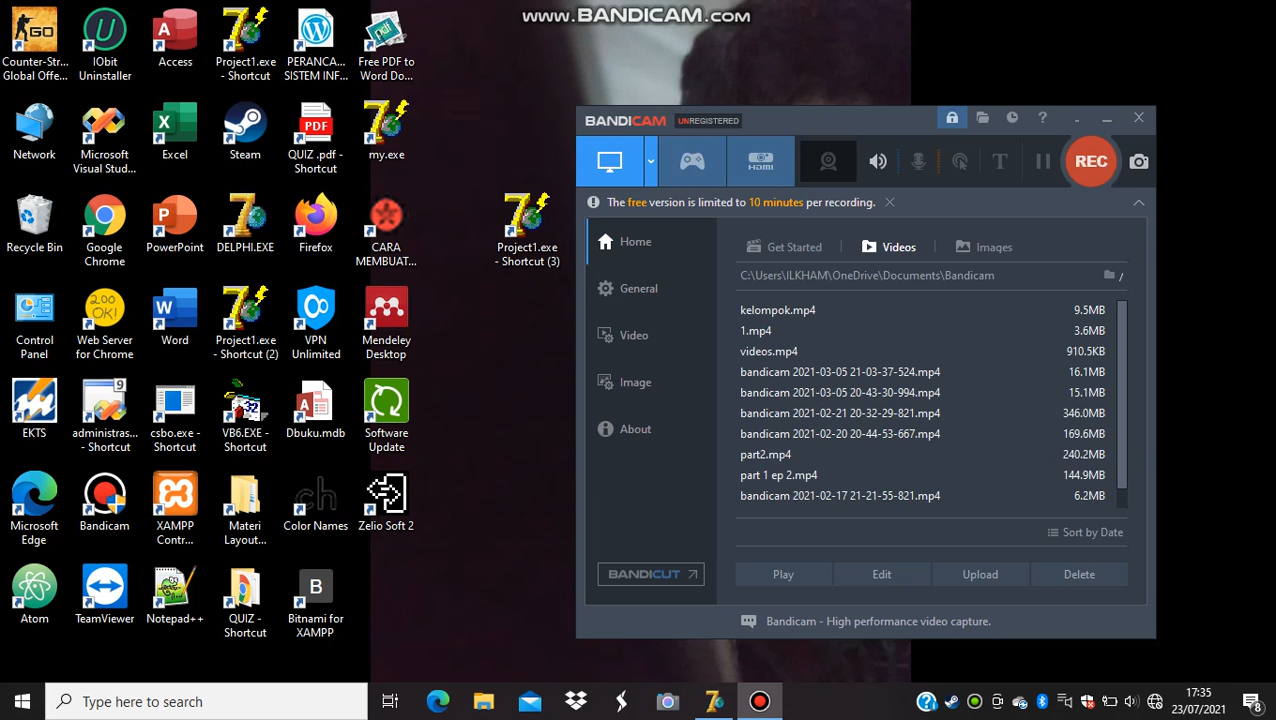 www.BANDICAM.com
Counter-Str...
Global Offe...
IObit
Uninstaller
Access
Project1.exe
- Shortcut
PERANCA...
SISTEM INF...
Free PDF to
Word Do...
Network
Microsoft
Visual Stud...
Excel
Steam
QUIZ .pdf -
Shortcut
my.exe
Recycle Bin
Google
Chrome
PowerPoint
DELPHI.EXE
Firefox
CARA
MEMBUAT...
Project1.exe
- Shortcut (3)
Control
Panel
Web Server
for Chrome
Word
Project1.exe
- Shortcut (2)
VPN
Unlimited
Mendeley
Desktop
EKTS
administras...
- Shortcut
csbo.exe -
Shortcut
VB6.EXE -
Shortcut
Dbuku.mdb
Software
Update
Microsoft
Edge
Bandicam
XAMPP
Contr...
Materi
Layout...
Color Names
Zelio Soft 2
Atom
TeamViewer
Notepad++
QUIZ -
Shortcut
Bitnami for
XAMPP
BANDICAM UNREGISTERED
HDMI
REC
The free version is limited to 10 minutes per recording.
Home
General
Video
Image
About
BANDICUT
Get Started
Videos
Images
C:\Users\ILKHAM\OneDrive\Documents\Bandicam
/
kelompok.mp4 9.5MB
1.mp4 3.6MB
videos.mp4 910.5KB
bandicam 2021-03-05 21-03-37-524.mp4 16.1MB
bandicam 2021-03-05 20-43-50-994.mp4 15.1MB
bandicam 2021-02-21 20-32-29-821.mp4 346.0MB
bandicam 2021-02-20 20-44-53-667.mp4 169.6MB
part2.mp4 240.2MB
part 1 ep 2.mp4 144.9MB
bandicam 2021-02-17 21-21-55-821.mp4 6.2MB
Sort by Date
Play Edit Upload Delete
Bandicam - High performance video capture.
Type here to search
17:35
23/07/2021
8